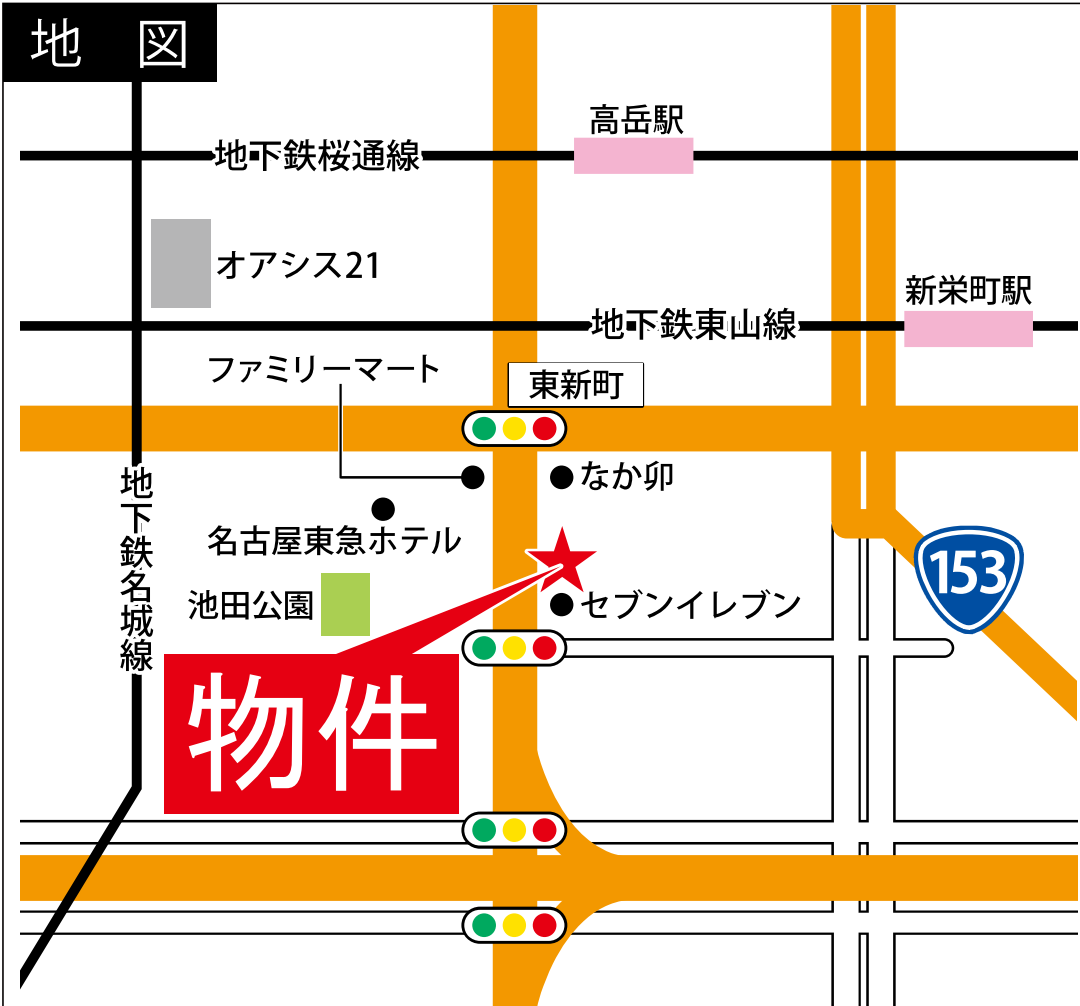 地　図
高岳駅
地下鉄桜通線
オアシス21
新栄町駅
地下鉄東山線
ファミリーマート
東新町
なか卯
地下鉄名城線
名古屋東急ホテル
153
池田公園
セブンイレブン
物件